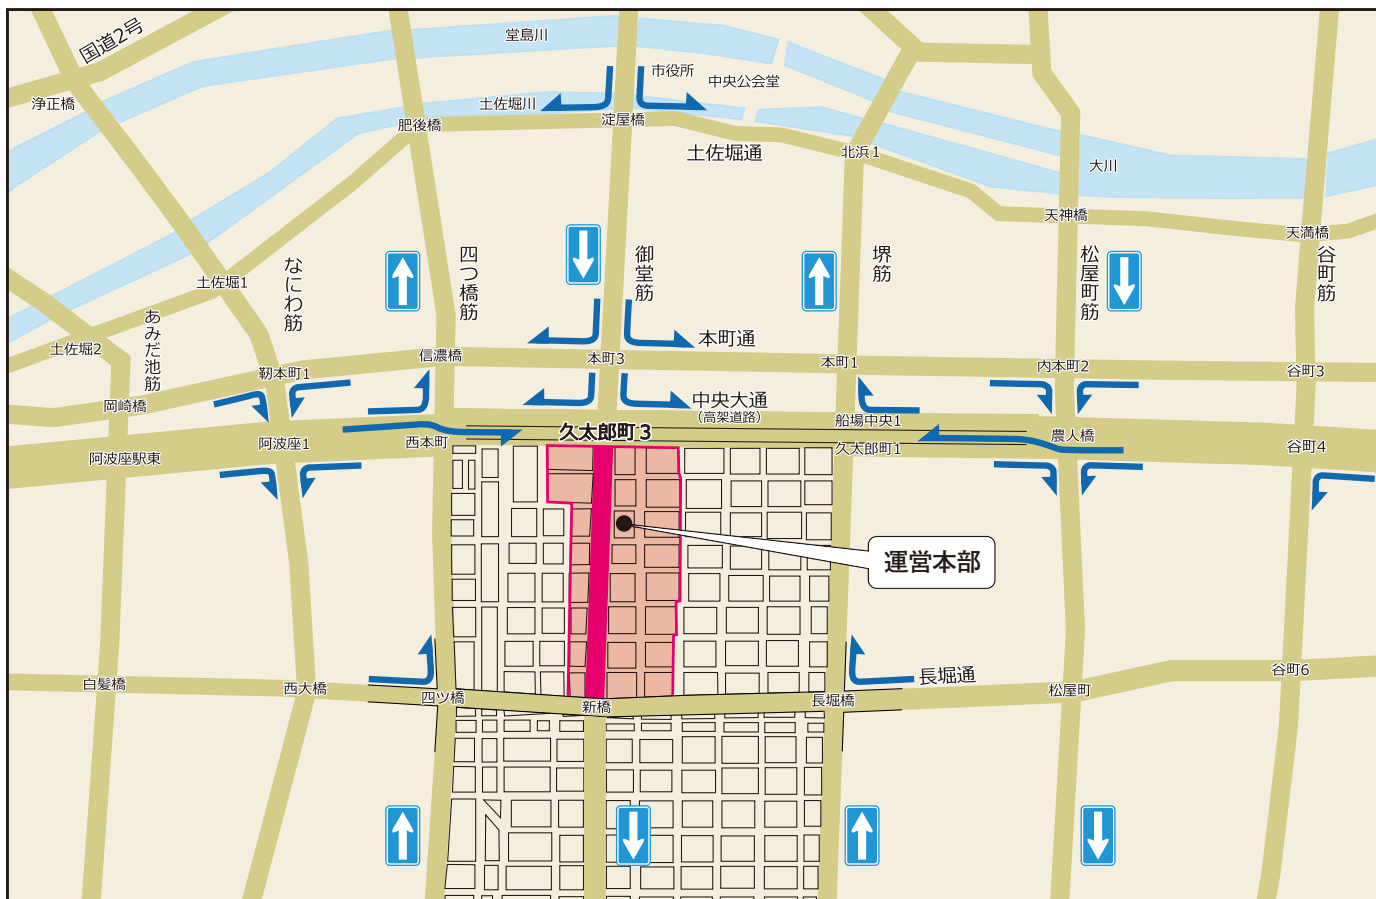 国道2号
堂島川
市役所
中央公会堂
浄正橋
土佐堀川
肥後橋
淀屋橋
土佐堀通
北浜1
大川
天神橋
天満橋
なにわ筋
四つ橋筋
御堂筋
堺筋
松屋町筋
谷町筋
土佐堀1
あみだ池筋
土佐堀2
信濃橋
本町3
本町通
本町1
内本町2
谷町3
靭本町1
岡崎橋
中央大通
(高架道路)
船場中央1
阿波座1
西本町
久太郎町3
久太郎町1
農人橋
谷町4
阿波座駅東
運営本部
白髪橋
西大橋
四ツ橋
新橋
長堀橋
長堀通
松屋町
谷町6